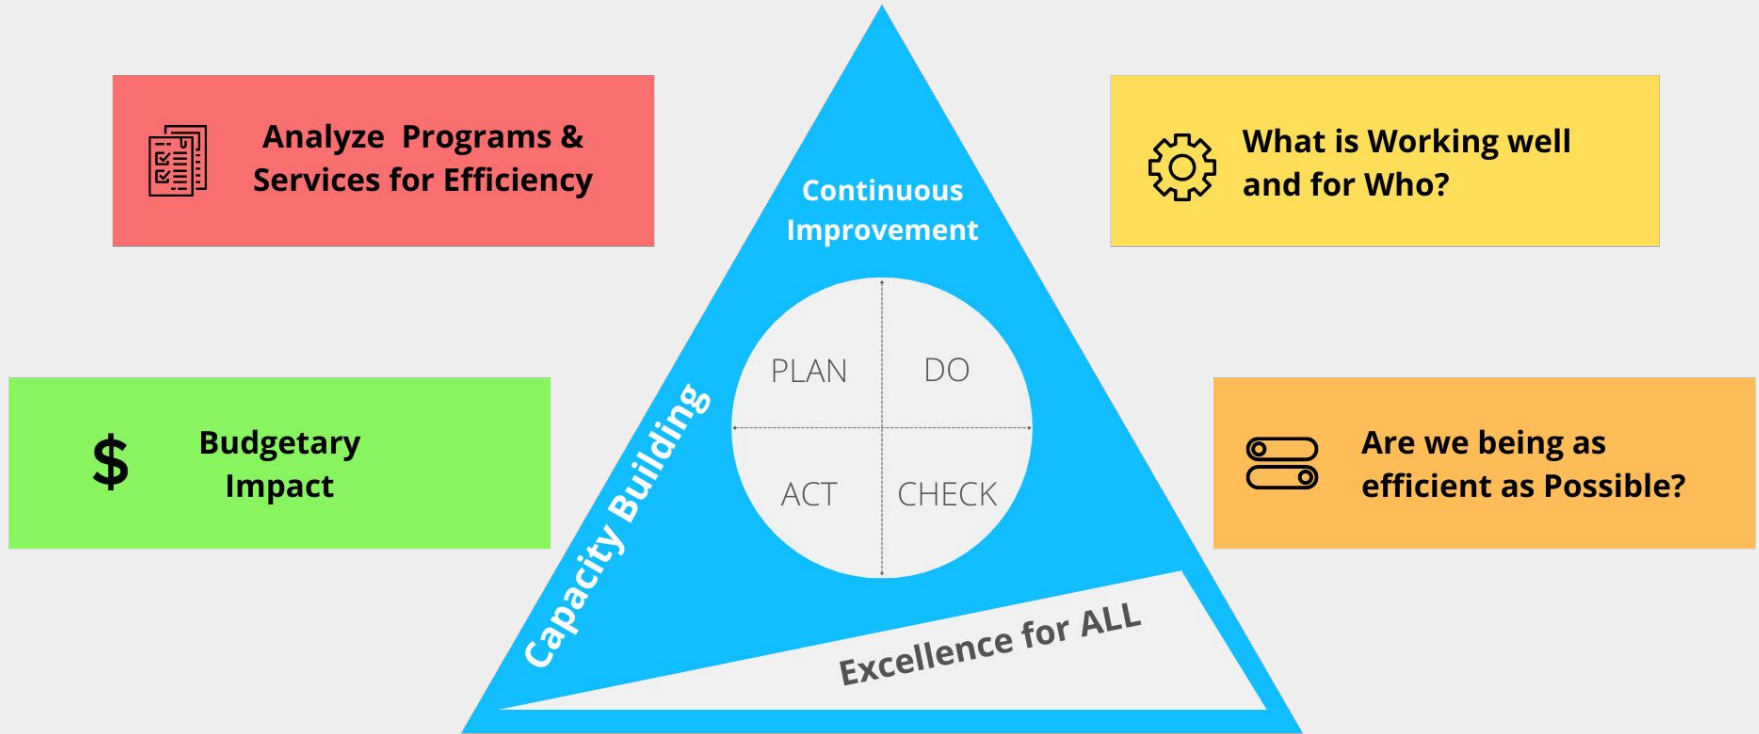 Analyze Programs &
Services for Efficiency
What is Working well
and for Who?
Continuous
Improvement
PLAN
DO
ACT
CHECK
$
Budgetary
Impact
Are we being as
efficient as Possible?
Capacity Building
Excellence for ALL